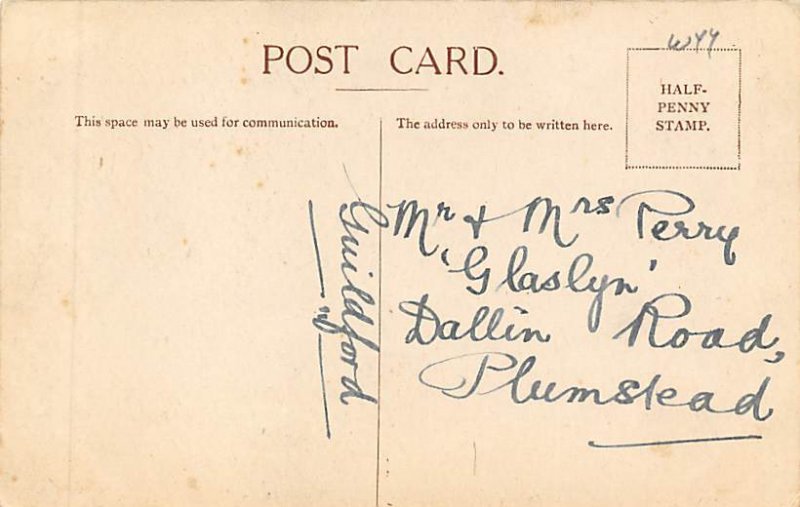 POST CARD.
HALF-
PENNY
STAMP.
This space may be used for communication.
The address only to be written here.
Mr & Mrs Perry
'Glaslyn'
Dallin Road,
Plumstead
Guildford